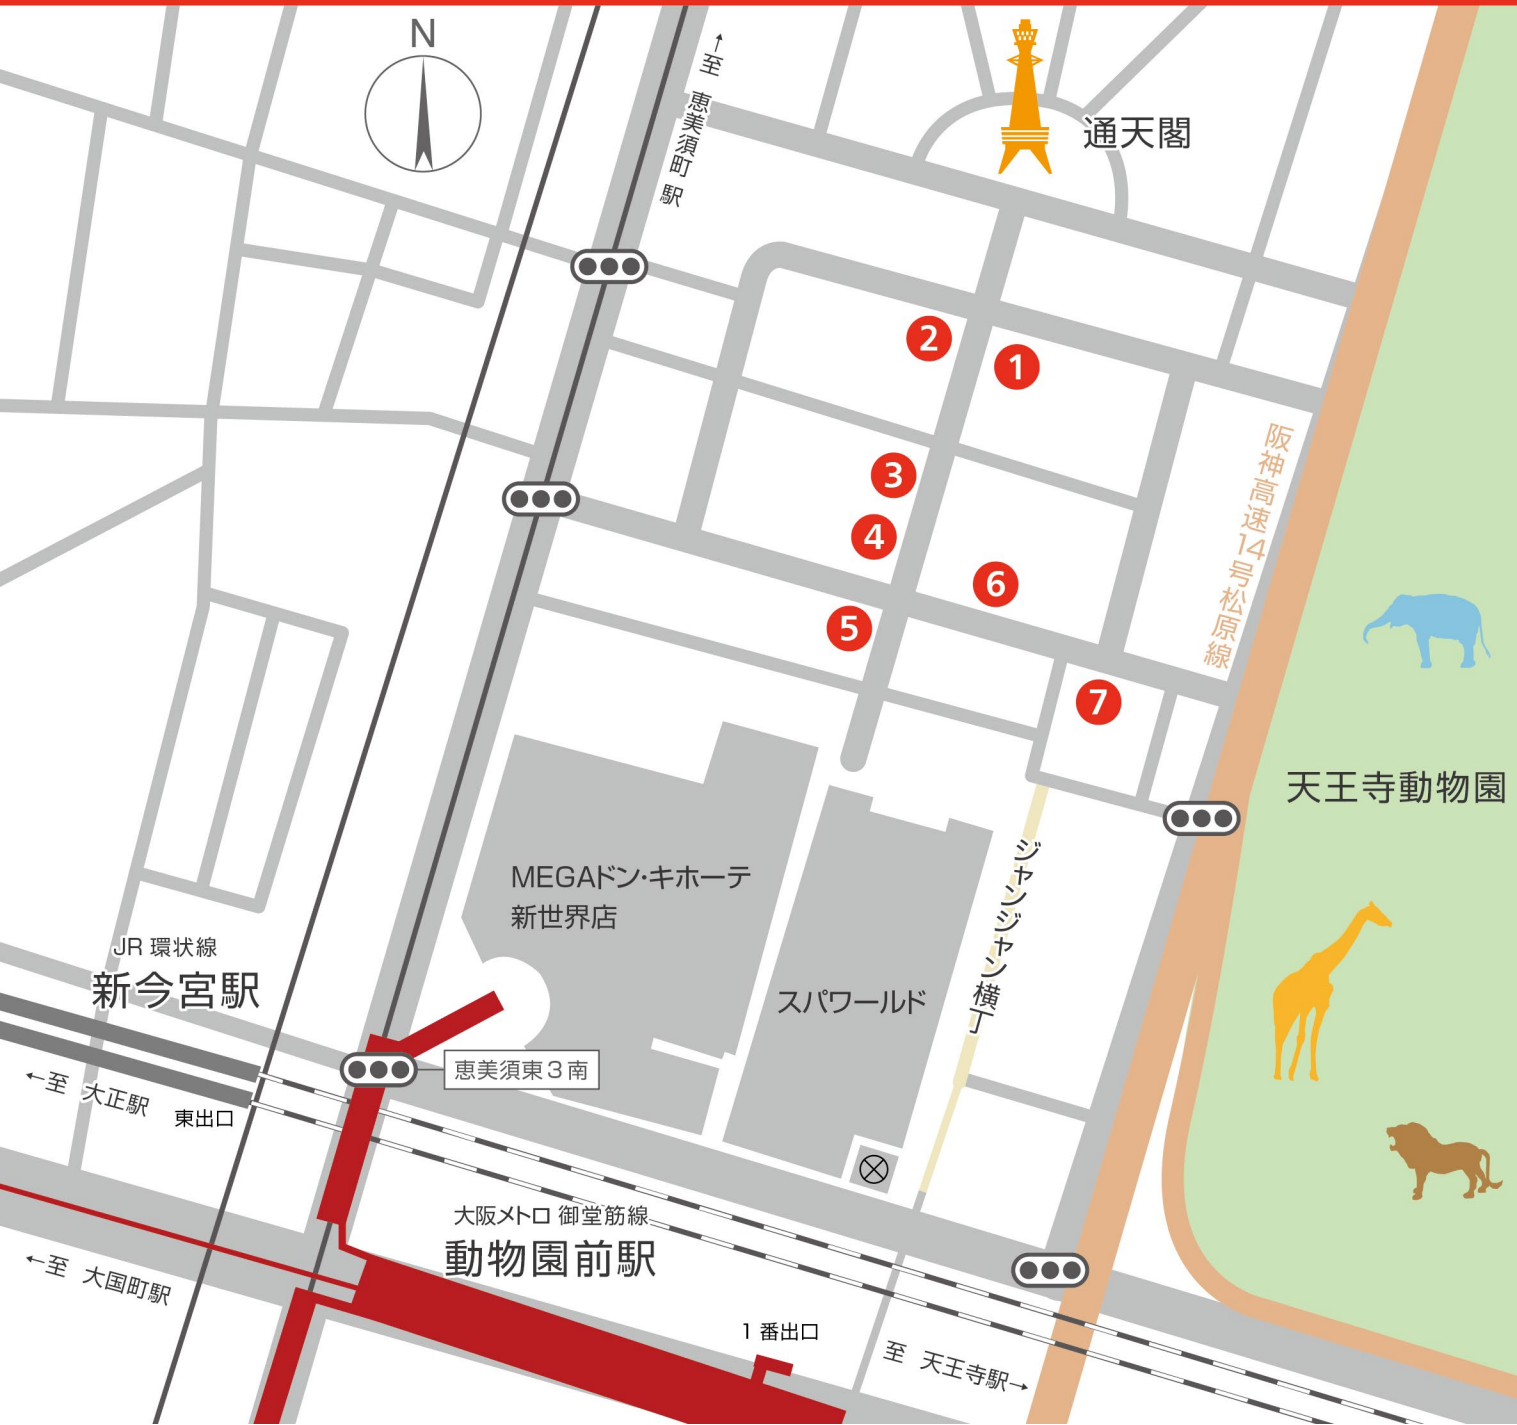 N
←至 恵美須町 駅
通天閣
2
1
3
4
6
5
7
阪神高速14号松原線
天王寺動物園
MEGAドン・キホーテ
新世界店
ジャンジャン横丁
スパワールド
JR 環状線
新今宮駅
恵美須東3南
←至 大正駅
東出口
大阪メトロ 御堂筋線
動物園前駅
←至 大国町駅
1 番出口
至 天王寺駅→